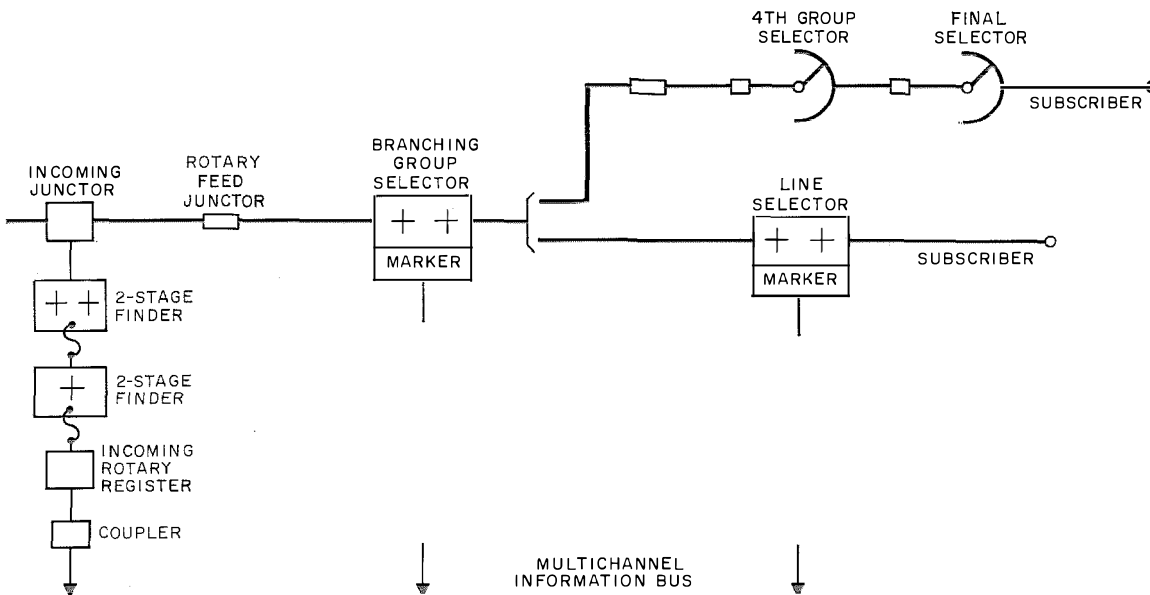 4TH GROUP
SELECTOR
FINAL
SELECTOR
SUBSCRIBER
BRANCHING
GROUP
SELECTOR
ROTARY
FEED
JUNCTOR
INCOMING
JUNCTOR
LINE
SELECTOR
MARKER
MARKER
SUBSCRIBER
2-STAGE
FINDER
2-STAGE
FINDER
INCOMING
ROTARY
REGISTER
COUPLER
MULTICHANNEL
INFORMATION BUS